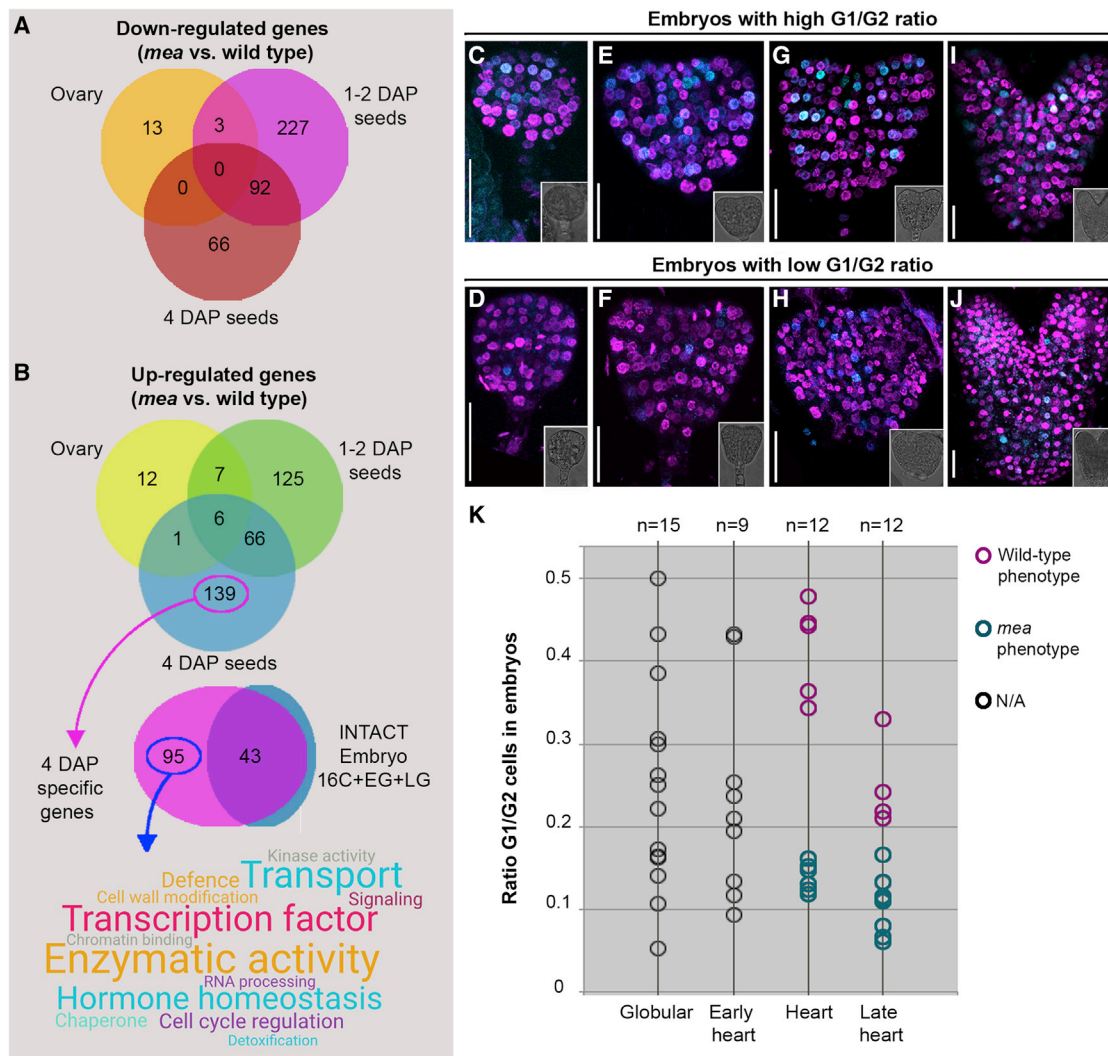 A
Down-regulated genes
(mea vs. wild type)
Ovary
1-2 DAP
seeds
13
3
227
0
0
92
66
4 DAP seeds
B
Up-regulated genes
(mea vs. wild type)
Ovary
1-2 DAP
seeds
12
7
125
6
1
66
139
4 DAP seeds
4 DAP
specific
genes
95
43
INTACT
Embryo
16C+EG+LG
Kinase activity
Defence
Transport
Cell wall modification
Signaling
Transcription factor
Chromatin binding
Enzymatic activity
RNA processing
Hormone homeostasis
Chaperone
Cell cycle regulation
Detoxification
Embryos with high G1/G2 ratio
C
E
G
I
Embryos with low G1/G2 ratio
D
F
H
J
K
n=15
n=9
n=12
n=12
Ratio G1/G2 cells in embryos
0.5
0.4
0.3
0.2
0.1
0
Globular
Early
heart
Heart
Late
heart
Wild-type
phenotype
mea
phenotype
N/A